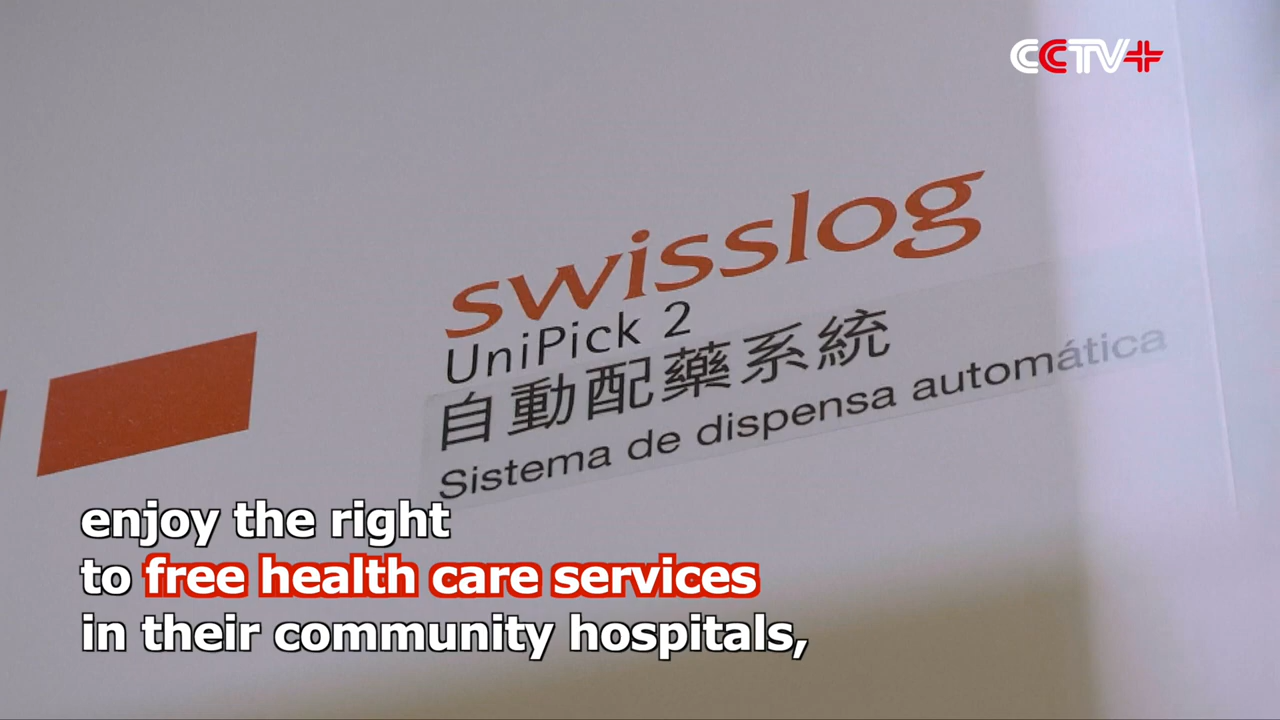 CCTV+
swisslog
UniPick 2
自動配藥系統
Sistema de dispensa automática
enjoy the right
to free health care services
in their community hospitals,